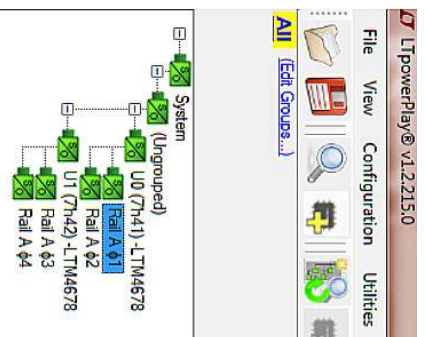 LTpowerPlay® v1.2.215.0
File View Configuration Utilities
All (Edit Groups...)
System
(Ungrouped)
U0 (7h41) -LTM4678
Rail A ϕ1
Rail A ϕ2
U1 (7h42) -LTM4678
Rail A ϕ3
Rail A ϕ4